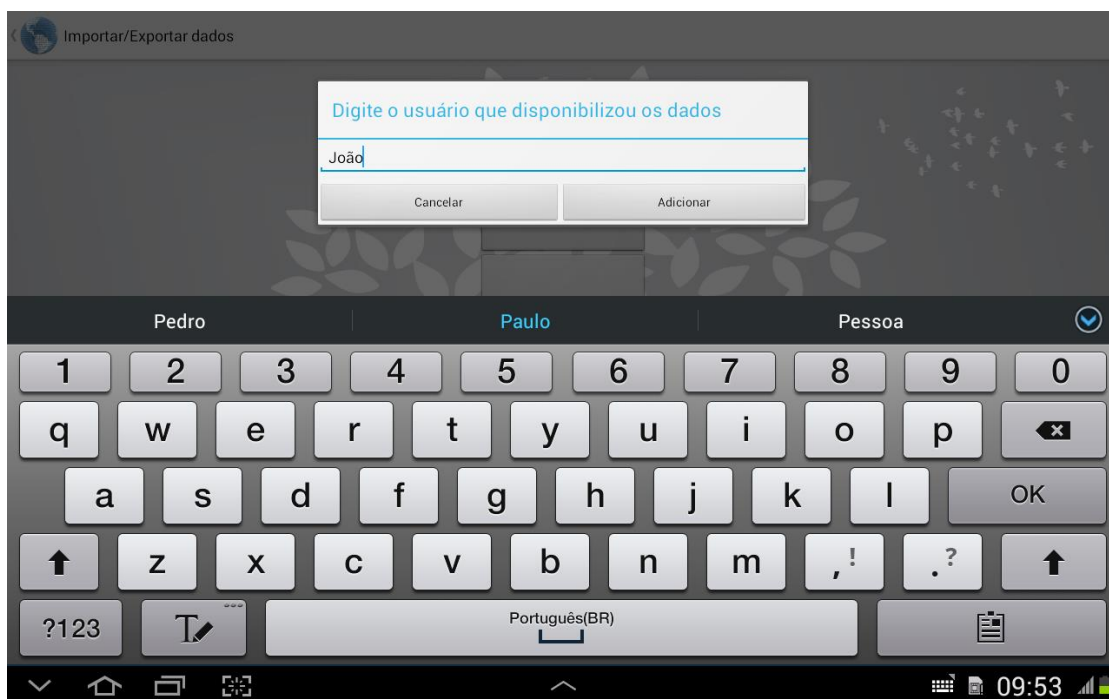 Importar/Exportar dados
Digite o usuário que disponibilizou os dados
João
Cancelar Adicionar
Pedro Paulo Pessoa
1 2 3 4 5 6 7 8 9 0
q w e r t y u i o p
a s d f g h j k l OK
z x c v b n m ,! .?
?123 T Português(BR)
09:53